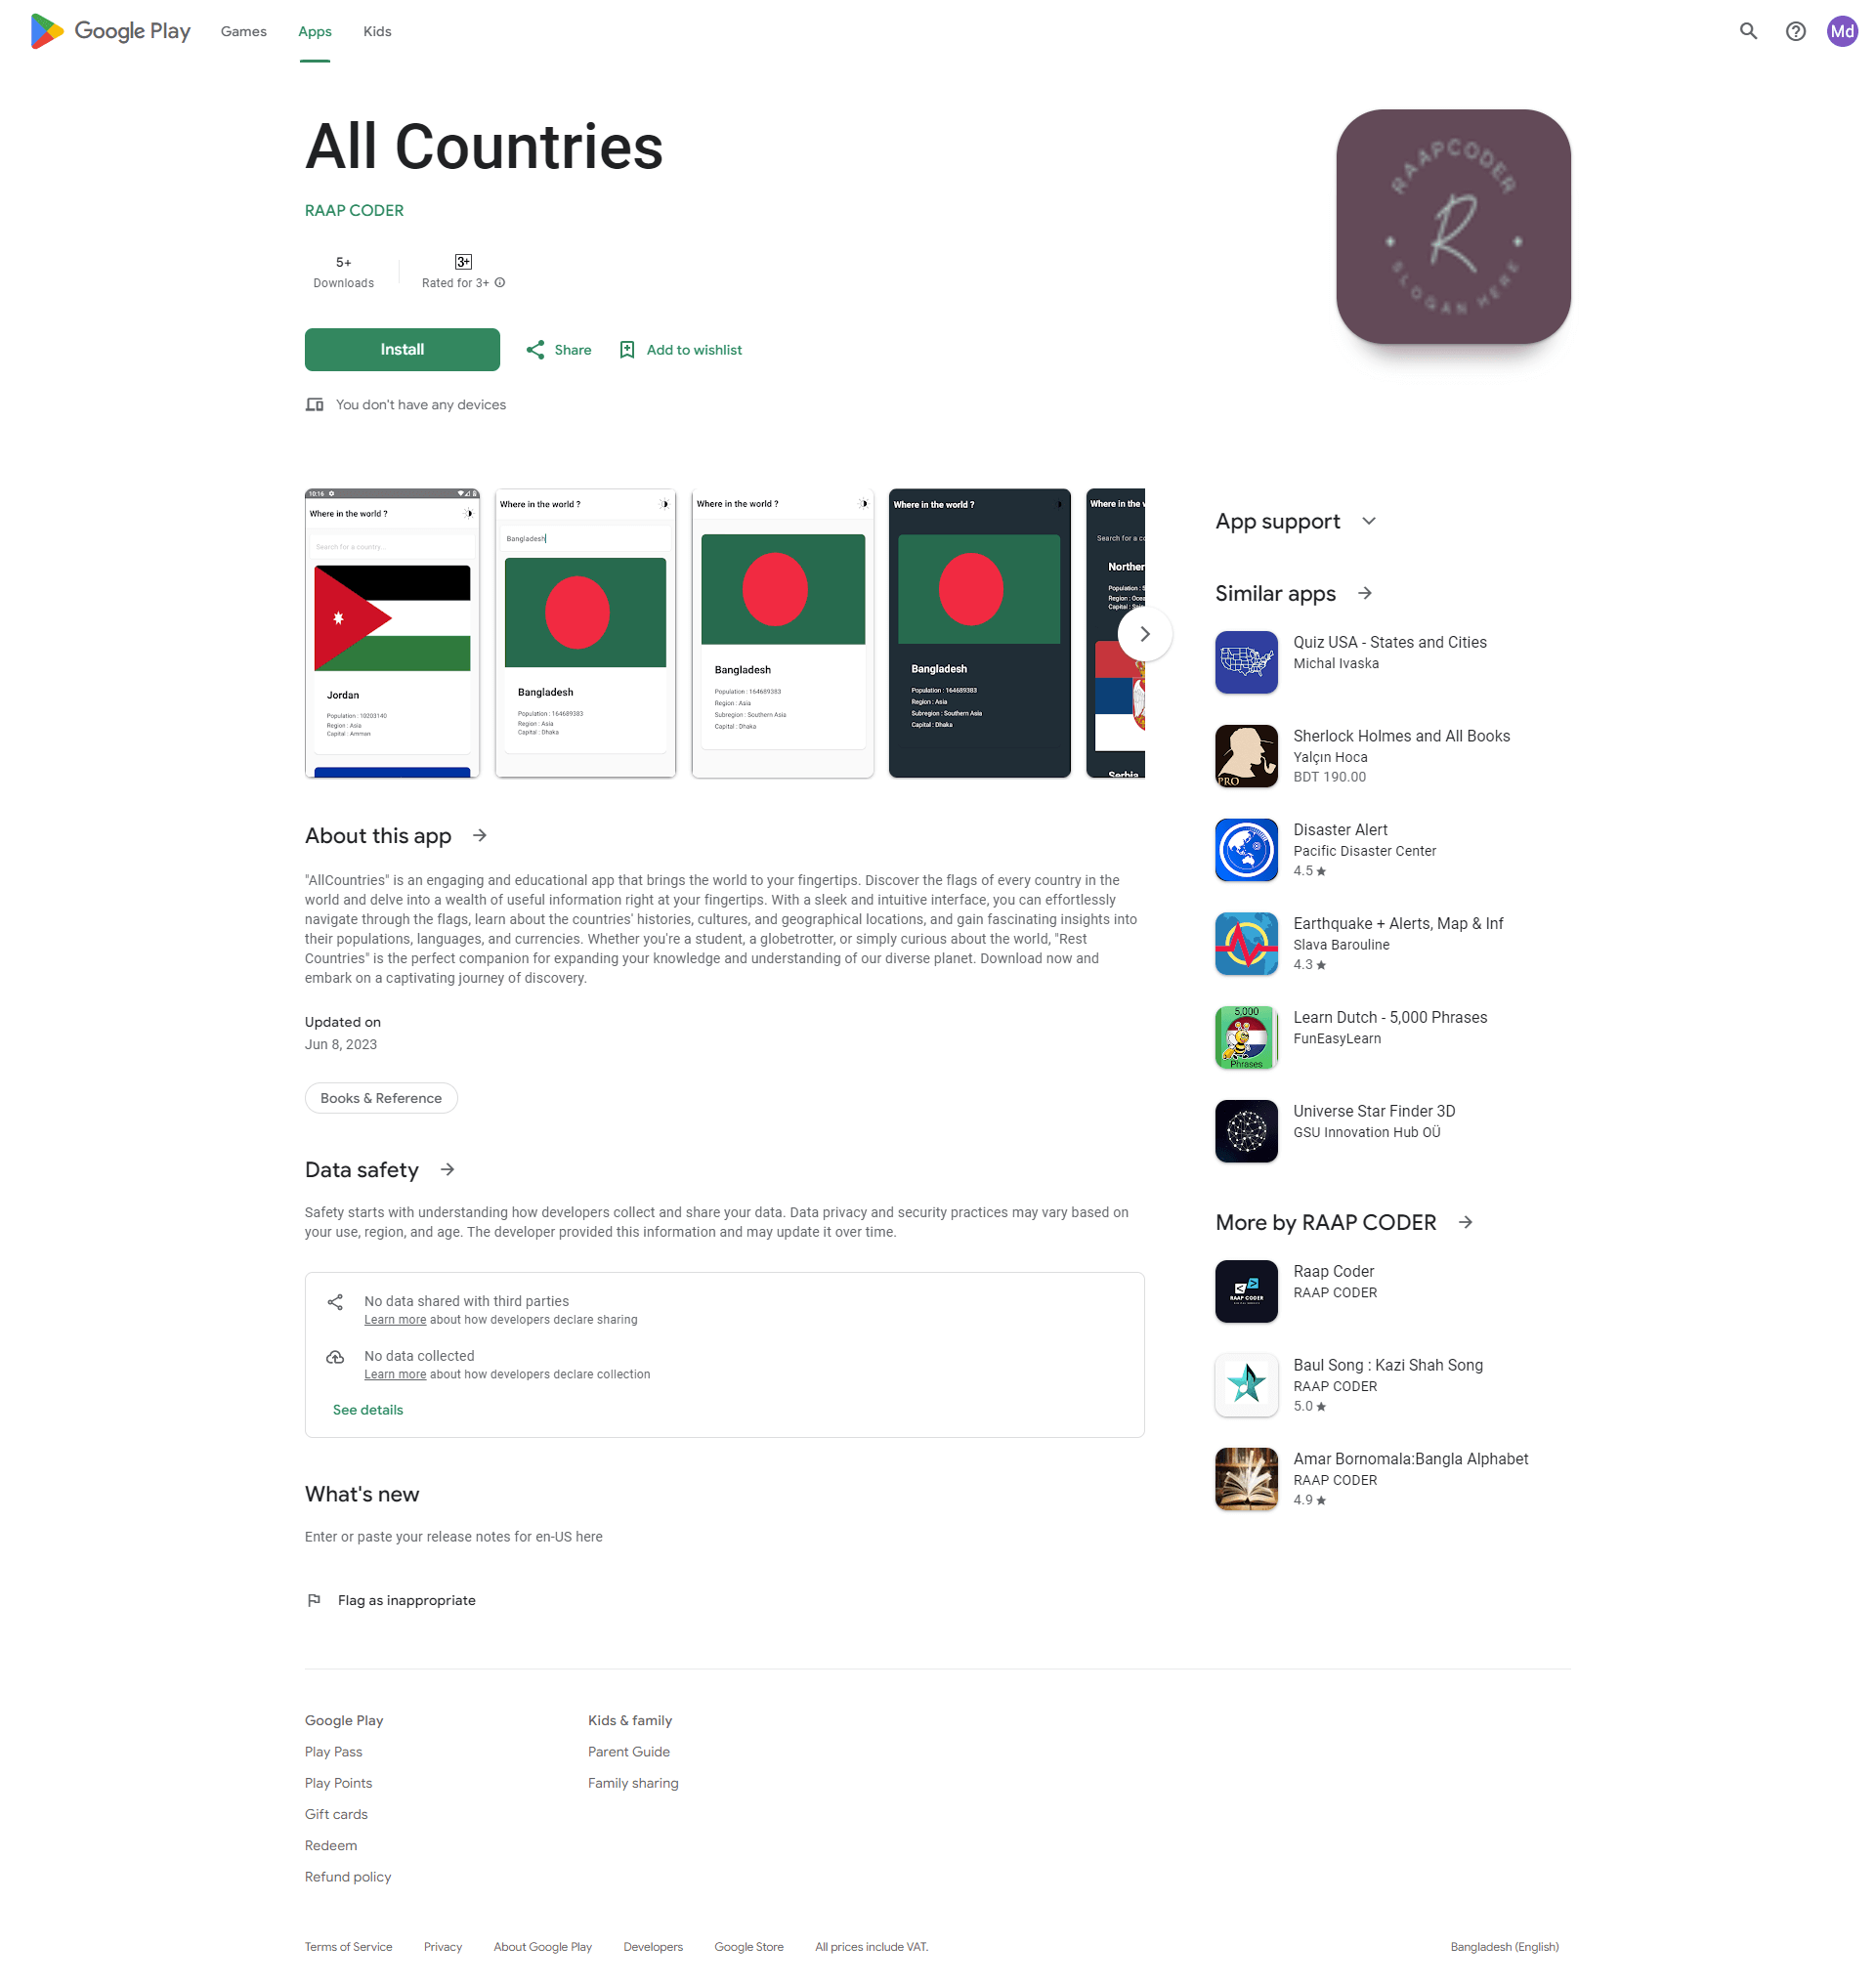 Google Play
Games
Apps
Kids
Md
All Countries
RAAP CODER
5+
Downloads
3+
Rated for 3+
Install
Share
Add to wishlist
You don't have any devices
RAAPCODER
R
SLOGAN HERE
10:16
Where in the world ?
Search for a country...
Jordan
Population : 10203140
Region : Asia
Capital : Amman
Where in the world ?
Bangladesh
Bangladesh
Population : 164689383
Region : Asia
Capital : Dhaka
Where in the world ?
Bangladesh
Population : 164689383
Region : Asia
Subregion : Southern Asia
Capital : Dhaka
Where in the world ?
Bangladesh
Population : 164689383
Region : Asia
Subregion : Southern Asia
Capital : Dhaka
Where in the w
Search for a co
Norther
Population :
Region : Ocea
Capital :
Serbia
About this app
"AllCountries" is an engaging and educational app that brings the world to your fingertips. Discover the flags of every country in the
world and delve into a wealth of useful information right at your fingertips. With a sleek and intuitive interface, you can effortlessly
navigate through the flags, learn about the countries' histories, cultures, and geographical locations, and gain fascinating insights into
their populations, languages, and currencies. Whether you're a student, a globetrotter, or simply curious about the world, "Rest
Countries" is the perfect companion for expanding your knowledge and understanding of our diverse planet. Download now and
embark on a captivating journey of discovery.
Updated on
Jun 8, 2023
Books & Reference
Data safety
Safety starts with understanding how developers collect and share your data. Data privacy and security practices may vary based on
your use, region, and age. The developer provided this information and may update it over time.
No data shared with third parties
Learn more about how developers declare sharing
No data collected
Learn more about how developers declare collection
See details
What's new
Enter or paste your release notes for en-US here
Flag as inappropriate
App support
Similar apps
Quiz USA - States and Cities
Michal Ivaska
PRO
Sherlock Holmes and All Books
Yalçın Hoca
BDT 190.00
Disaster Alert
Pacific Disaster Center
4.5
Earthquake + Alerts, Map & Inf
Slava Barouline
4.3
5,000
Phrases
Learn Dutch - 5,000 Phrases
FunEasyLearn
Universe Star Finder 3D
GSU Innovation Hub OÜ
More by RAAP CODER
RAAP CODER
Raap Coder
RAAP CODER
Baul Song : Kazi Shah Song
RAAP CODER
5.0
Amar Bornomala:Bangla Alphabet
RAAP CODER
4.9
Google Play
Play Pass
Play Points
Gift cards
Redeem
Refund policy
Kids & family
Parent Guide
Family sharing
Terms of Service
Privacy
About Google Play
Developers
Google Store
All prices include VAT.
Bangladesh (English)